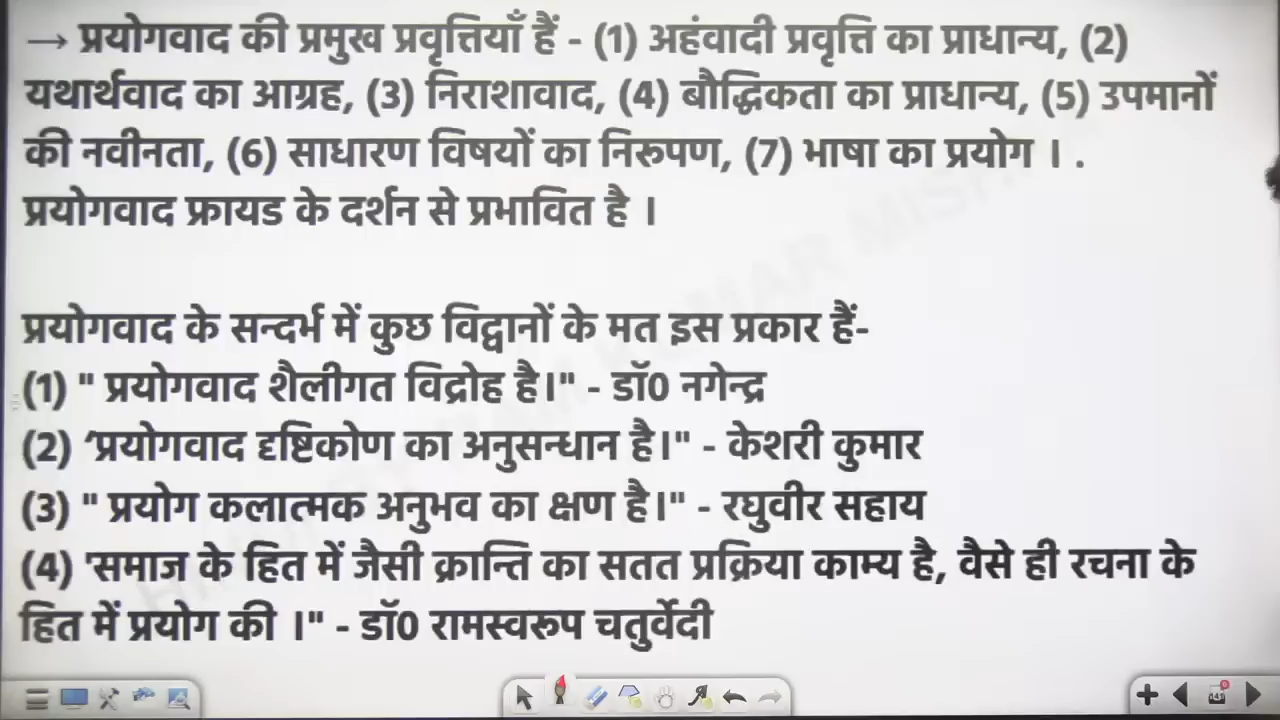 → प्रयोगवाद की प्रमुख प्रवृत्तियाँ हैं - (1) अहंवादी प्रवृत्ति का प्राधान्य, (2)
यथार्थवाद का आग्रह, (3) निराशावाद, (4) बौद्धिकता का प्राधान्य, (5) उपमानों
की नवीनता, (6) साधारण विषयों का निरूपण, (7) भाषा का प्रयोग । .
प्रयोगवाद फ्रायड के दर्शन से प्रभावित है ।
प्रयोगवाद के सन्दर्भ में कुछ विद्वानों के मत इस प्रकार हैं-
(1) " प्रयोगवाद शैलीगत विद्रोह है।" - डॉ0 नगेन्द्र
(2) ‘प्रयोगवाद दृष्टिकोण का अनुसन्धान है।" - केशरी कुमार
(3) " प्रयोग कलात्मक अनुभव का क्षण है।" - रघुवीर सहाय
(4) 'समाज के हित में जैसी क्रान्ति का सतत प्रक्रिया काम्य है, वैसे ही रचना के
हित में प्रयोग की ।" - डॉ0 रामस्वरूप चतुर्वेदी